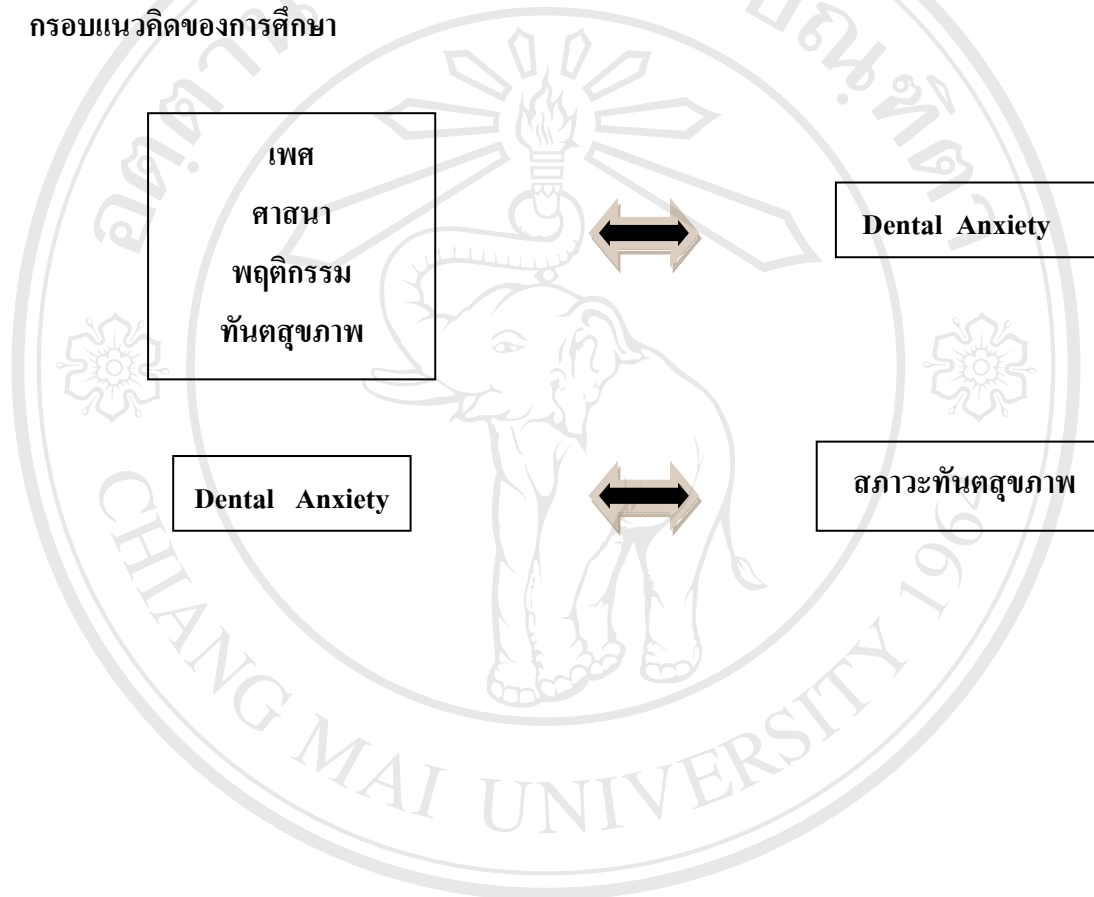 กรอบแนวคิดของการศึกษา
เพศ
ศาสนา
พฤติกรรม
ทันตสุขภาพ
Dental Anxiety
Dental Anxiety
สภาวะทันตสุขภาพ
CHIANG MAI UNIVERSITY 1964